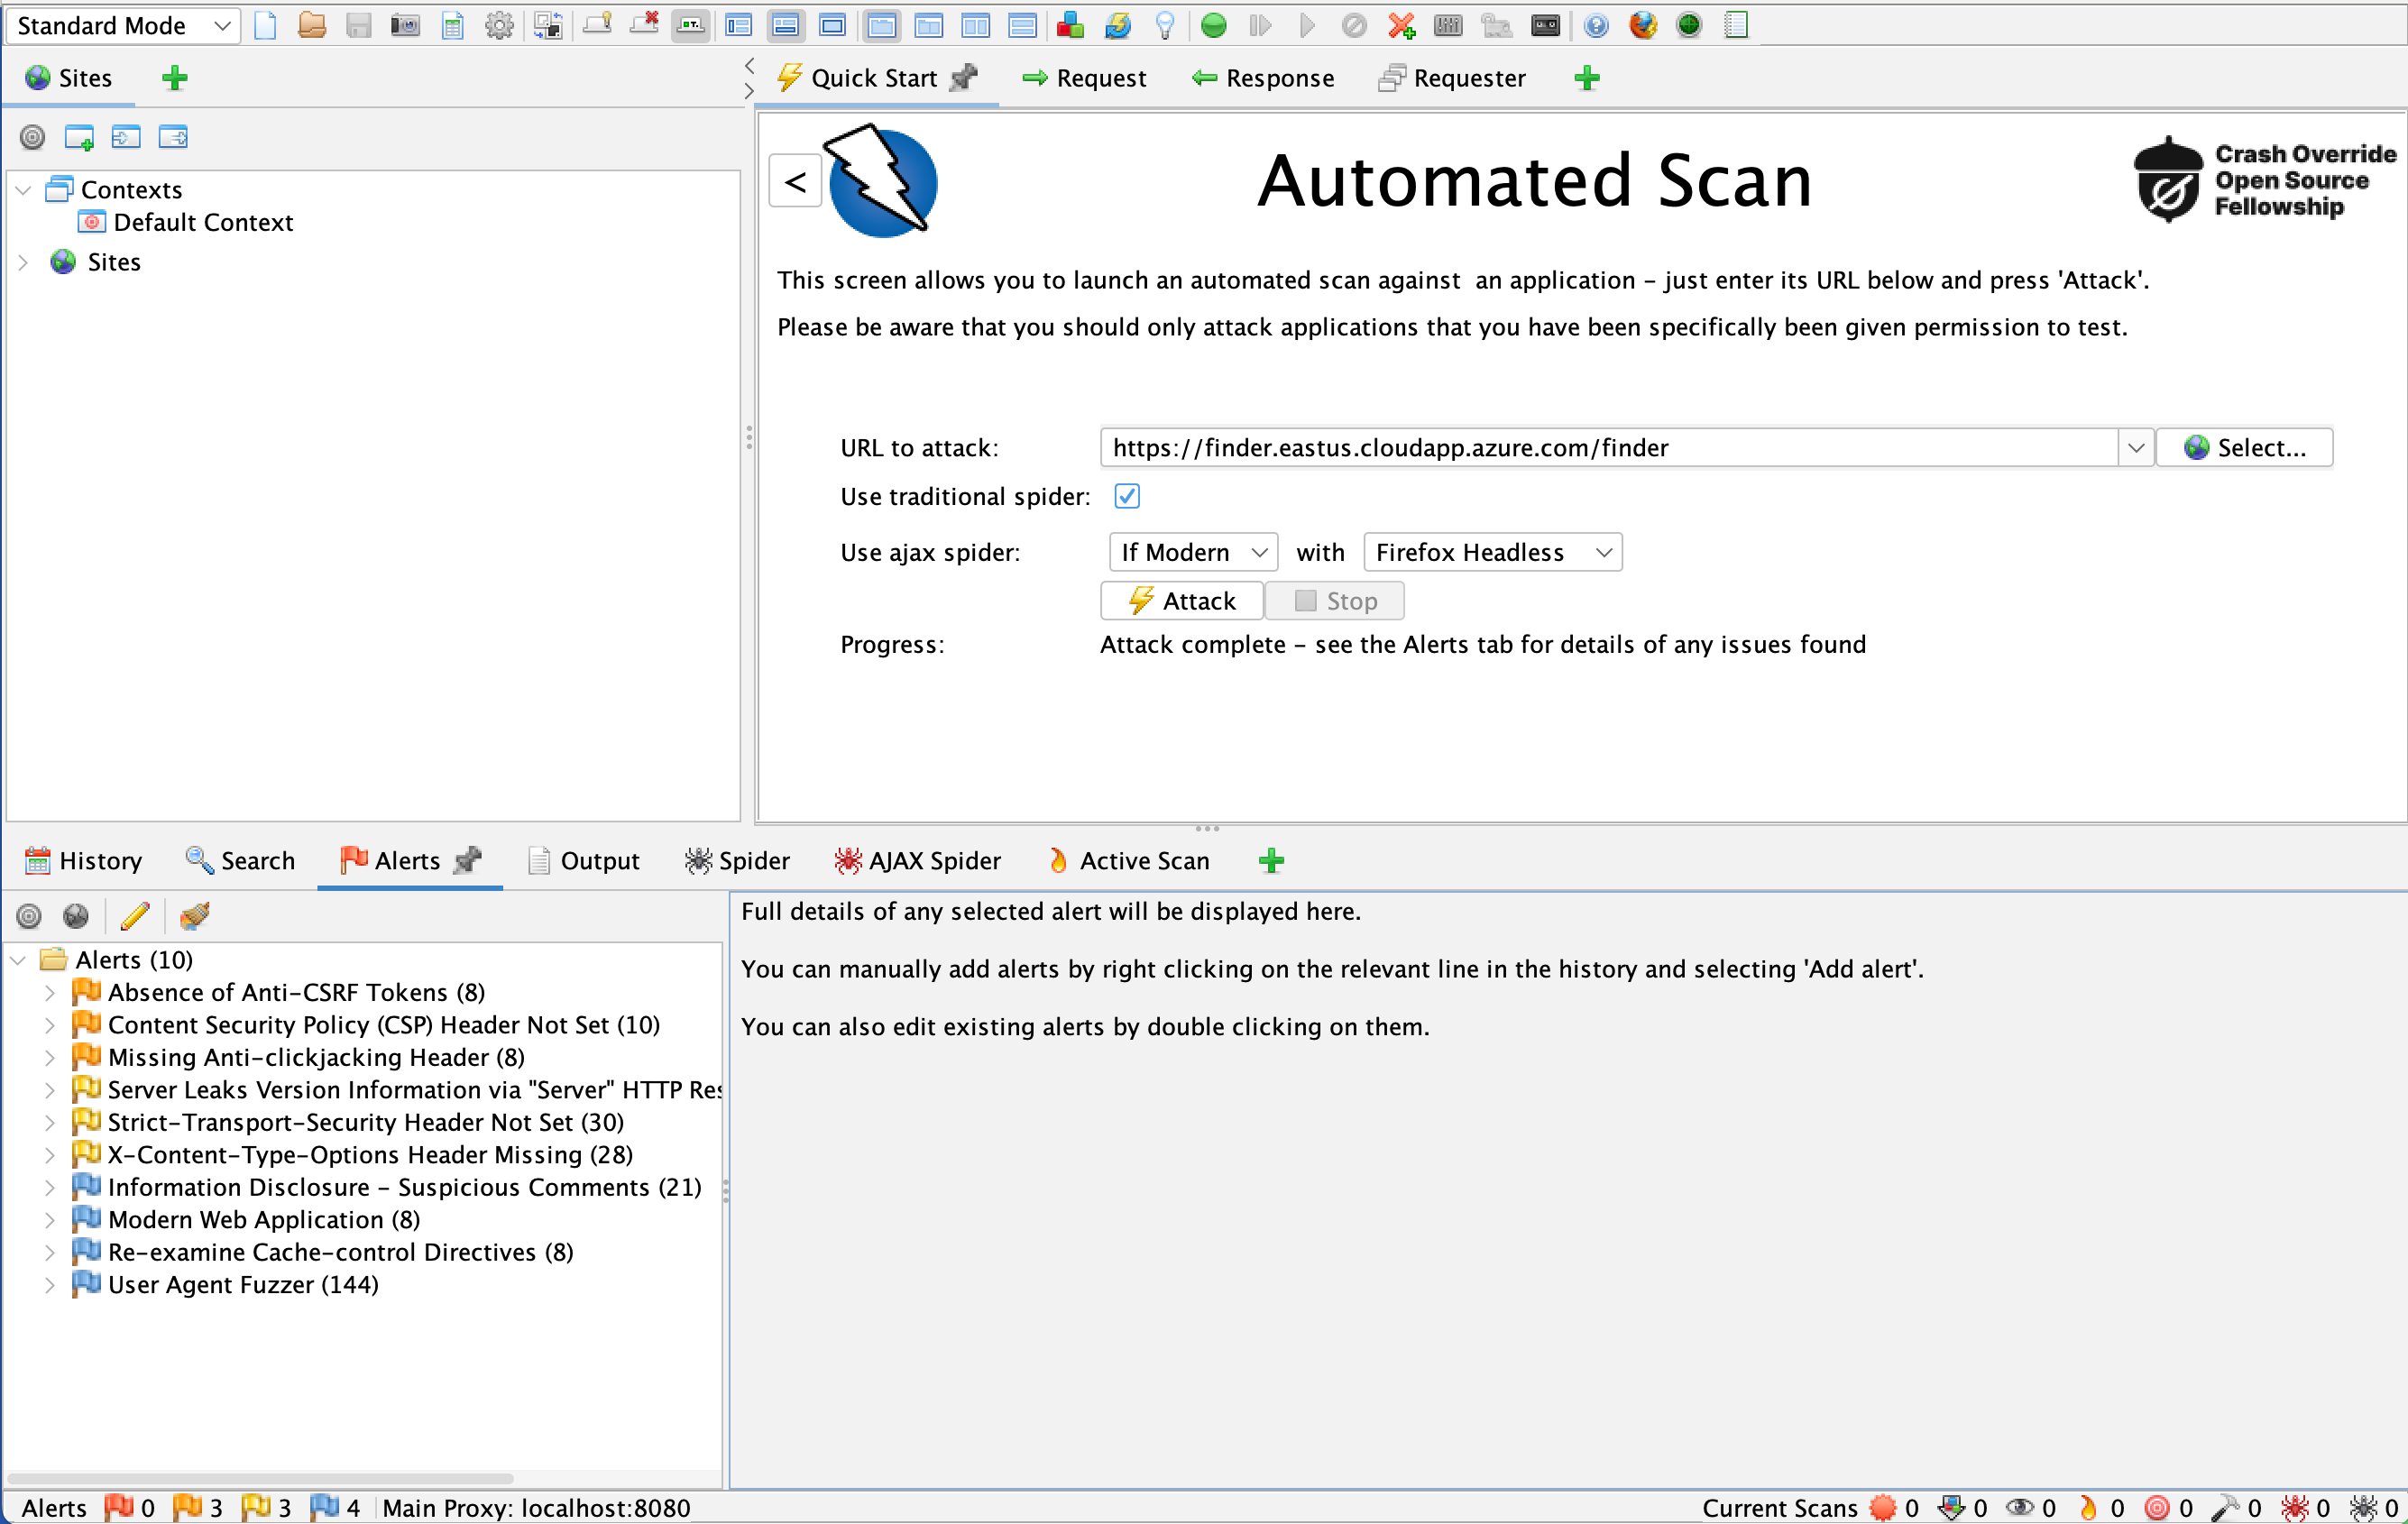 Standard Mode
Sites
Quick Start
Request
Response
Requester
Contexts
Default Context
Sites
<
Automated Scan
Crash Override
Open Source
Fellowship
This screen allows you to launch an automated scan against  an application – just enter its URL below and press 'Attack'.
Please be aware that you should only attack applications that you have been specifically been given permission to test.
URL to attack:
https://finder.eastus.cloudapp.azure.com/finder
Select...
Use traditional spider:
Use ajax spider:
If Modern
with
Firefox Headless
Attack
Stop
Progress:
Attack complete – see the Alerts tab for details of any issues found
History
Search
Alerts
Output
Spider
AJAX Spider
Active Scan
Alerts (10)
Absence of Anti-CSRF Tokens (8)
Content Security Policy (CSP) Header Not Set (10)
Missing Anti-clickjacking Header (8)
Server Leaks Version Information via "Server" HTTP Res
Strict-Transport-Security Header Not Set (30)
X-Content-Type-Options Header Missing (28)
Information Disclosure – Suspicious Comments (21)
Modern Web Application (8)
Re-examine Cache-control Directives (8)
User Agent Fuzzer (144)
Full details of any selected alert will be displayed here.
You can manually add alerts by right clicking on the relevant line in the history and selecting 'Add alert'.
You can also edit existing alerts by double clicking on them.
Alerts 0 3 3 4 Main Proxy: localhost:8080
Current Scans 0 0 0 0 0 0 0 0